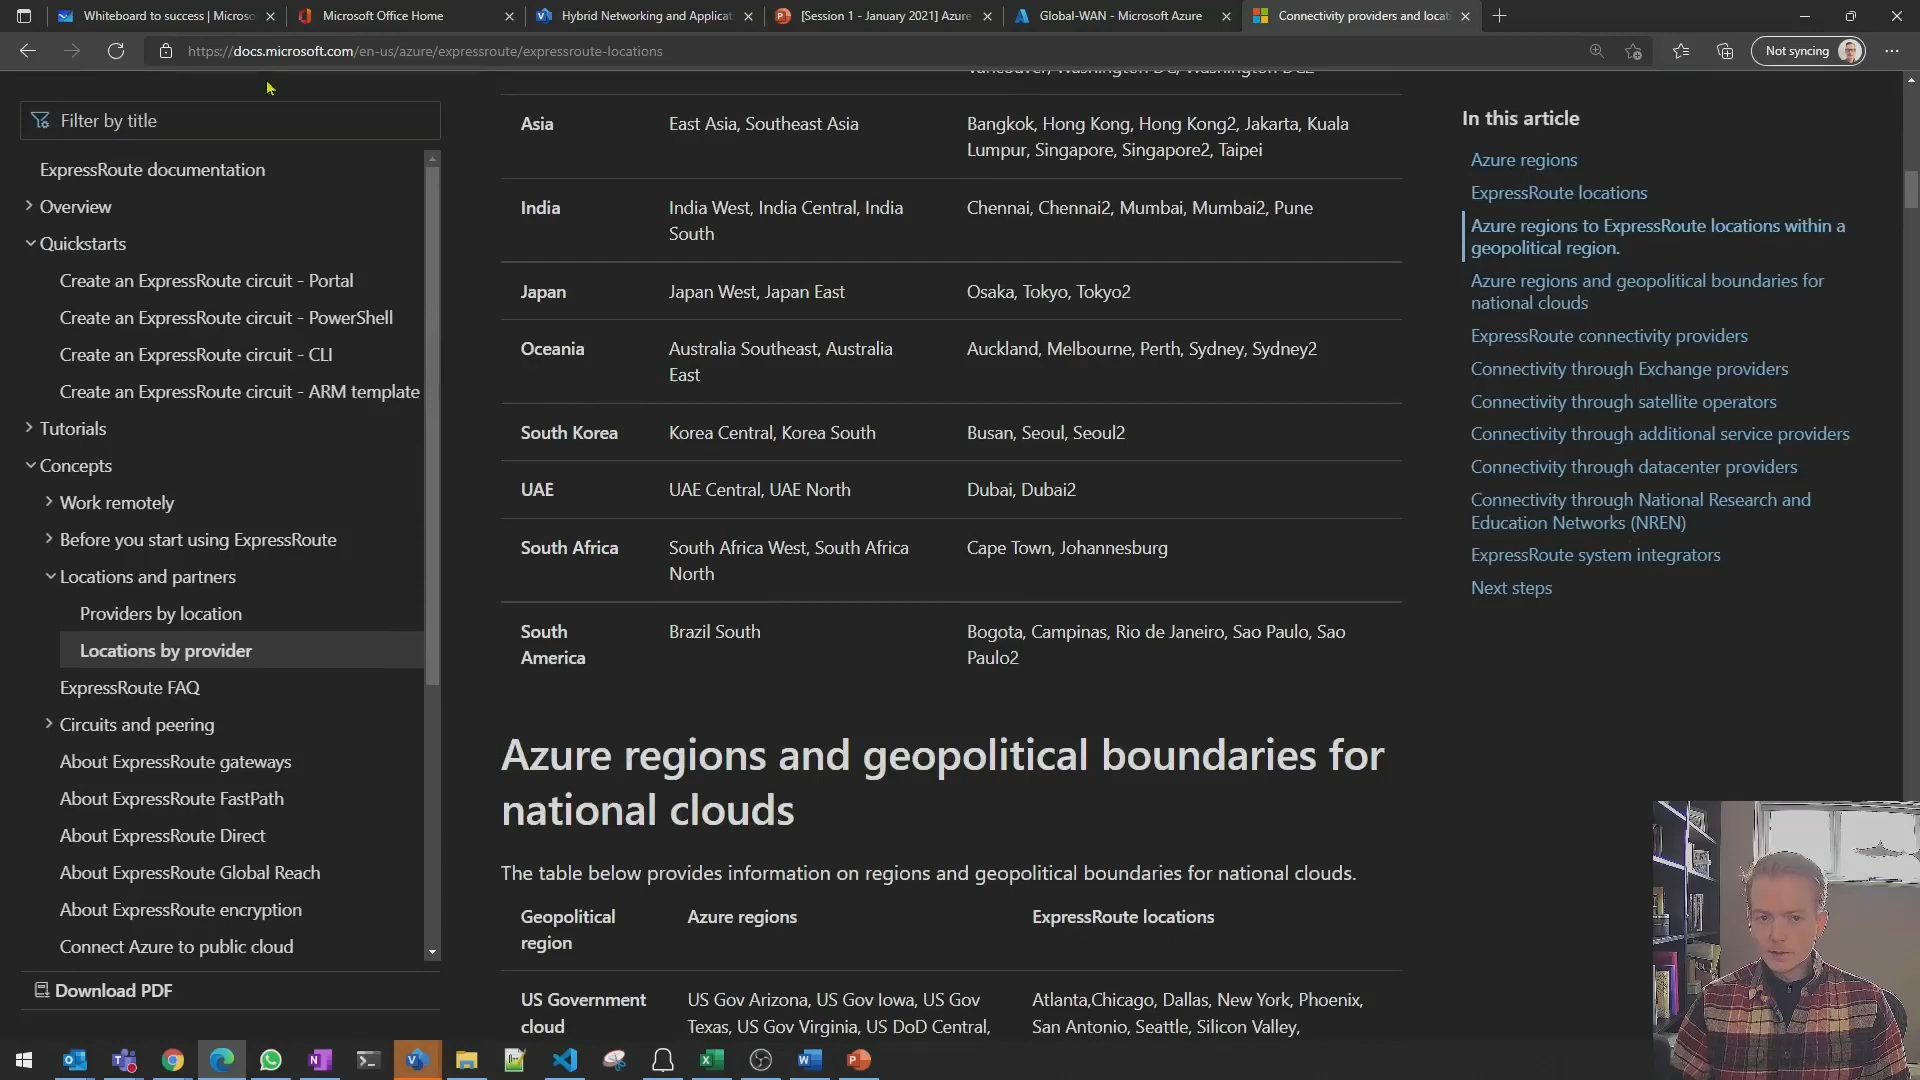 Whiteboard to success | Microso
Microsoft Office Home
Hybrid Networking and Applicat
[Session 1 - January 2021] Azure
Global-WAN - Microsoft Azure
Connectivity providers and locat
https://docs.microsoft.com/en-us/azure/expressroute/expressroute-locations
Not syncing
Filter by title
ExpressRoute documentation
Overview
Quickstarts
Create an ExpressRoute circuit - Portal
Create an ExpressRoute circuit - PowerShell
Create an ExpressRoute circuit - CLI
Create an ExpressRoute circuit - ARM template
Tutorials
Concepts
Work remotely
Before you start using ExpressRoute
Locations and partners
Providers by location
Locations by provider
ExpressRoute FAQ
Circuits and peering
About ExpressRoute gateways
About ExpressRoute FastPath
About ExpressRoute Direct
About ExpressRoute Global Reach
About ExpressRoute encryption
Connect Azure to public cloud
Download PDF
Vancouver, Washington DC, Washington DC2
Asia
East Asia, Southeast Asia
Bangkok, Hong Kong, Hong Kong2, Jakarta, Kuala
Lumpur, Singapore, Singapore2, Taipei
India
India West, India Central, India
South
Chennai, Chennai2, Mumbai, Mumbai2, Pune
Japan
Japan West, Japan East
Osaka, Tokyo, Tokyo2
Oceania
Australia Southeast, Australia
East
Auckland, Melbourne, Perth, Sydney, Sydney2
South Korea
Korea Central, Korea South
Busan, Seoul, Seoul2
UAE
UAE Central, UAE North
Dubai, Dubai2
South Africa
South Africa West, South Africa
North
Cape Town, Johannesburg
South
America
Brazil South
Bogota, Campinas, Rio de Janeiro, Sao Paulo, Sao
Paulo2
Azure regions and geopolitical boundaries for
national clouds
The table below provides information on regions and geopolitical boundaries for national clouds.
Geopolitical
region
Azure regions
ExpressRoute locations
US Government
cloud
US Gov Arizona, US Gov Iowa, US Gov
Texas, US Gov Virginia, US DoD Central,
Atlanta,Chicago, Dallas, New York, Phoenix,
San Antonio, Seattle, Silicon Valley,
In this article
Azure regions
ExpressRoute locations
Azure regions to ExpressRoute locations within a
geopolitical region.
Azure regions and geopolitical boundaries for
national clouds
ExpressRoute connectivity providers
Connectivity through Exchange providers
Connectivity through satellite operators
Connectivity through additional service providers
Connectivity through datacenter providers
Connectivity through National Research and
Education Networks (NREN)
ExpressRoute system integrators
Next steps